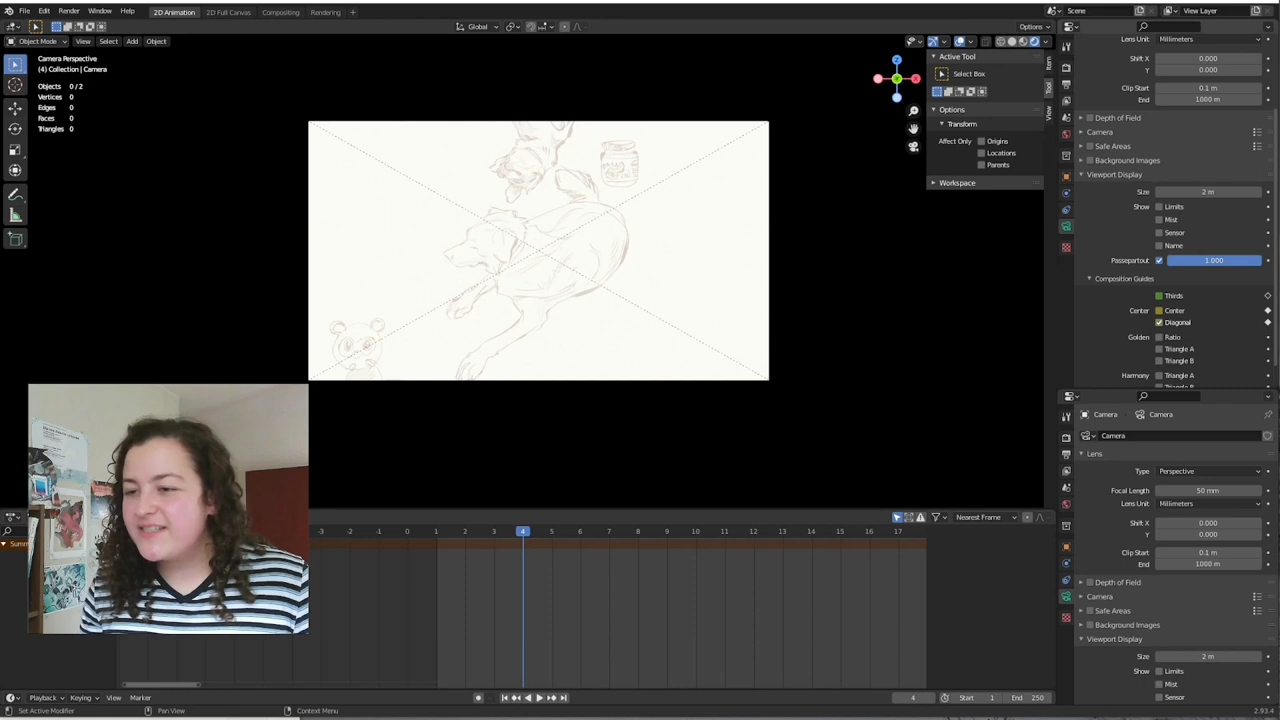 File Edit Render Window Help 2D Animation 2D Full Canvas Compositing Rendering + Scene View Layer
Global Options
Object Mode View Select Add Object
Camera Perspective
(4) Collection | Camera
Objects 0 / 2
Vertices 0
Edges 0
Faces 0
Triangles 0
Z
Y
X
Active Tool
Select Box
Options
Transform
Affect Only Origins
Locations
Parents
Workspace
Item
Tool
View
Lens Unit Millimeters
Shift X 0.000
Y 0.000
Clip Start 0.1 m
End 1000 m
Depth of Field
Camera
Safe Areas
Background Images
Viewport Display
Size 2 m
Show Limits
Mist
Sensor
Name
Passepartout 1.000
Composition Guides
Thirds
Center Center
Diagonal
Golden Ratio
Triangle A
Triangle B
Harmony Triangle A
Camera Camera
Camera
Lens
Type Perspective
Focal Length 50 mm
Lens Unit Millimeters
Shift X 0.000
Y 0.000
Clip Start 0.1 m
End 1000 m
Depth of Field
Camera
Safe Areas
Background Images
Viewport Display
Size 2 m
Show Limits
Mist
Sensor
Nearest Frame
-3 -2 -1 0 1 2 3 4 5 6 7 8 9 10 11 12 13 14 15 16 17
Summ
Playback Keying View Marker 4 Start 1 End 250
Set Active Modifier Pan View Context Menu 2.93.4